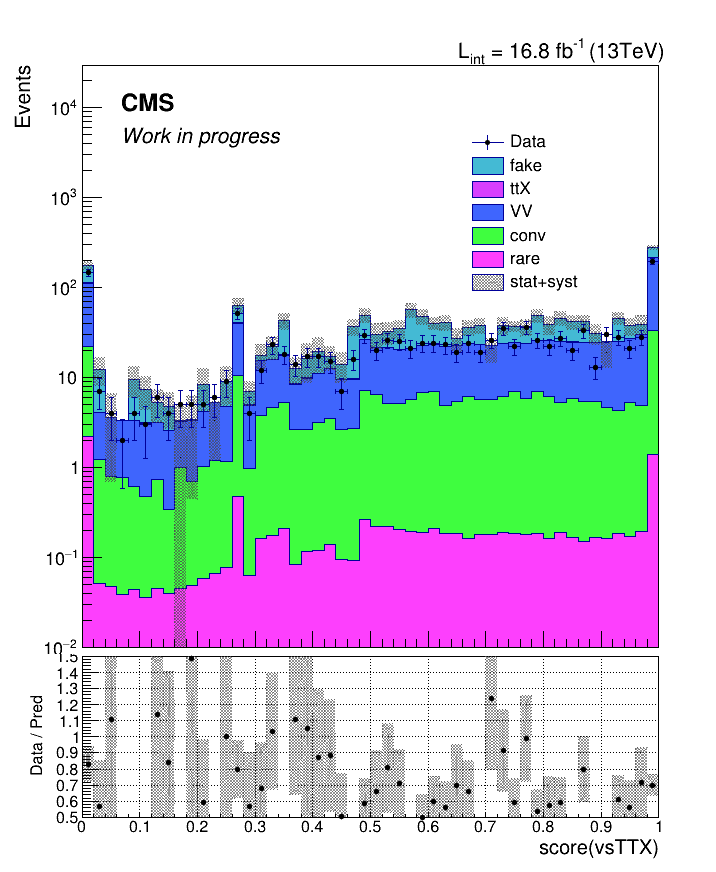 L_int = 16.8 fb^-1 (13TeV)
Events
CMS
Work in progress
Data
fake
ttX
VV
conv
rare
stat+syst
10^4
10^3
10^2
10
1
10^-1
10^-2
Data / Pred
1.5
1.4
1.3
1.2
1.1
1
0.9
0.8
0.7
0.6
0.5
0 0.1 0.2 0.3 0.4 0.5 0.6 0.7 0.8 0.9 1
score(vsTTX)